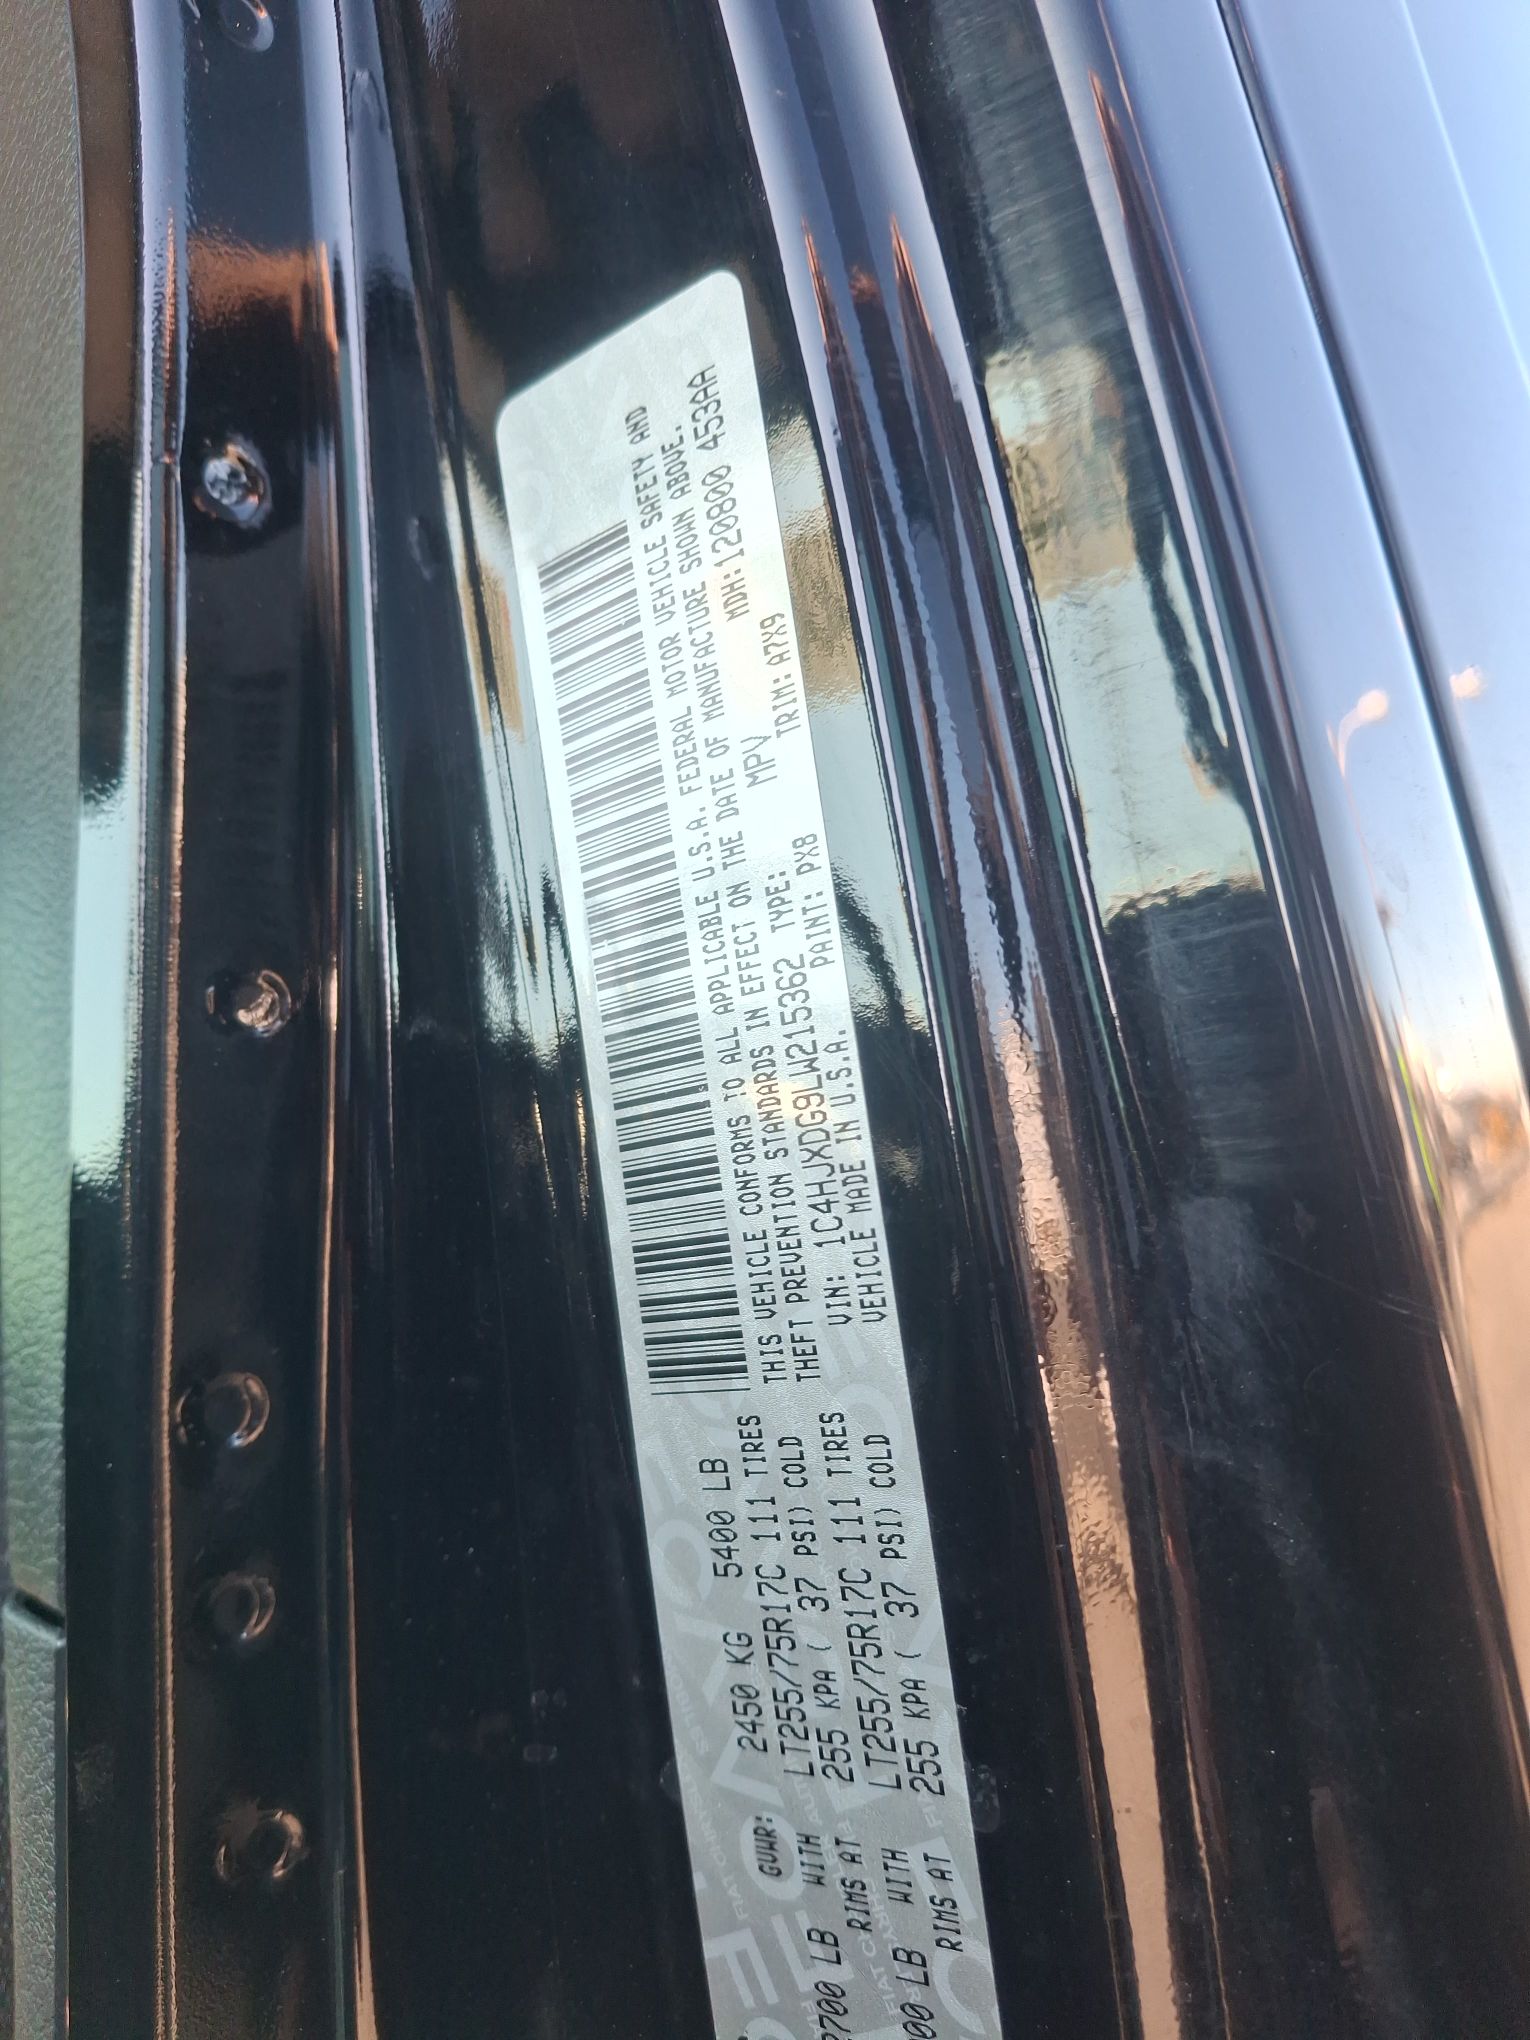 GVWR: 2450 KG 5400 LB
2700 LB WITH LT255/75R17C 111 TIRES
RIMS AT 255 KPA ( 37 PSI) COLD
00 LB WITH LT255/75R17C 111 TIRES
RIMS AT 255 KPA ( 37 PSI) COLD
THIS VEHICLE CONFORMS TO ALL APPLICABLE U.S.A. FEDERAL MOTOR VEHICLE SAFETY AND
THEFT PREVENTION STANDARDS IN EFFECT ON THE DATE OF MANUFACTURE SHOWN ABOVE.
VIN: 1C4HJXDG9LW215362 TYPE: MPV MDH:120800 453AA
VEHICLE MADE IN U.S.A. PAINT: PX8 TRIM: A7X9